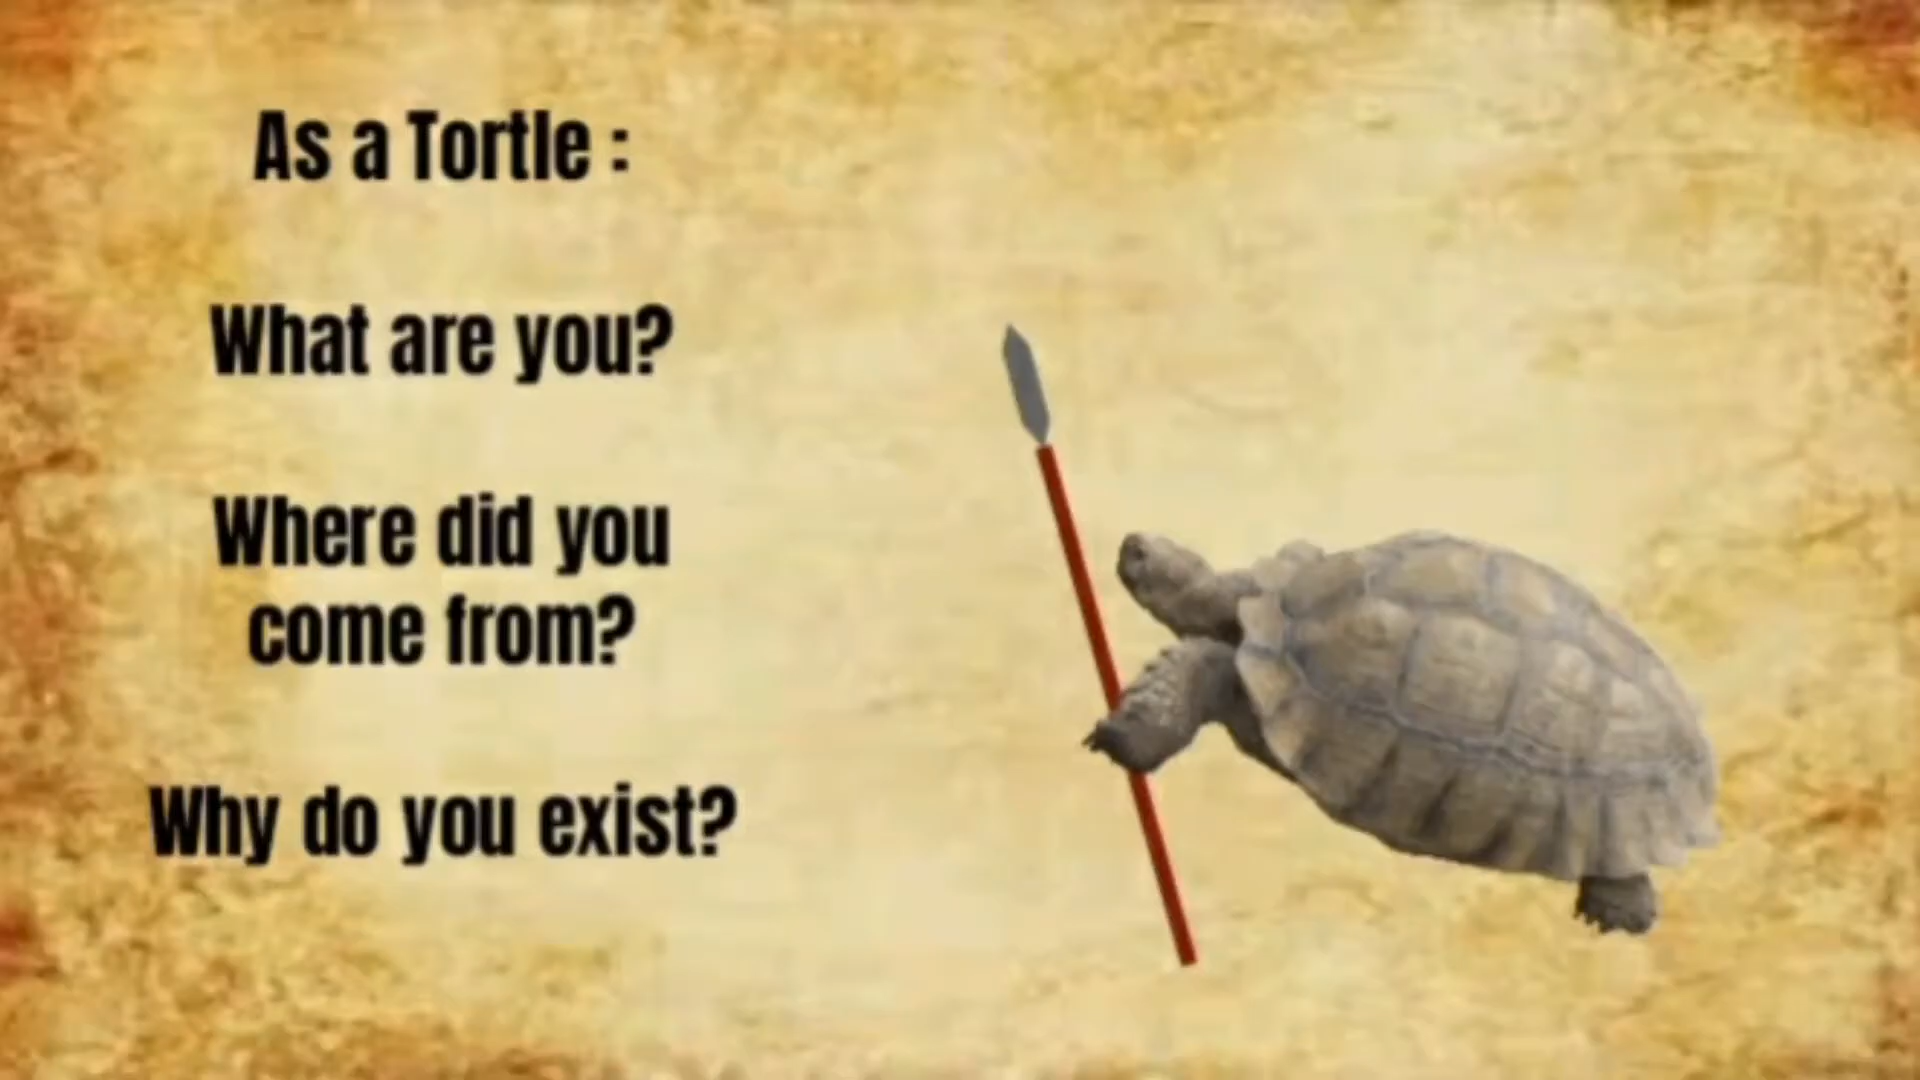 As a Tortle :
What are you?
Where did you
come from?
Why do you exist?